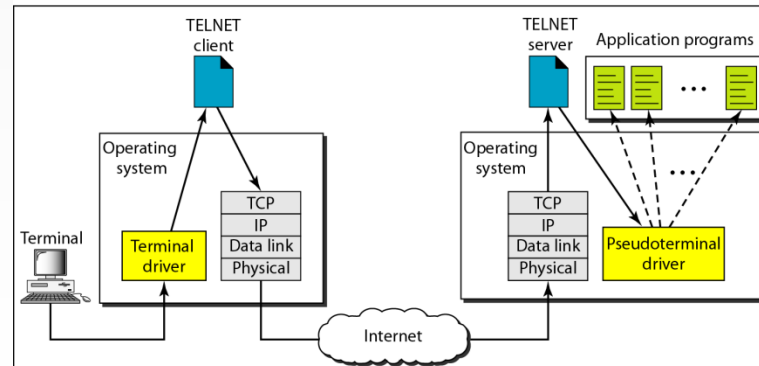 TELNET
client
TELNET
server
Application programs
...
Operating
system
Operating
system
...
TCP
IP
Data link
Physical
TCP
IP
Data link
Physical
Terminal
Terminal
driver
Pseudoterminal
driver
Internet